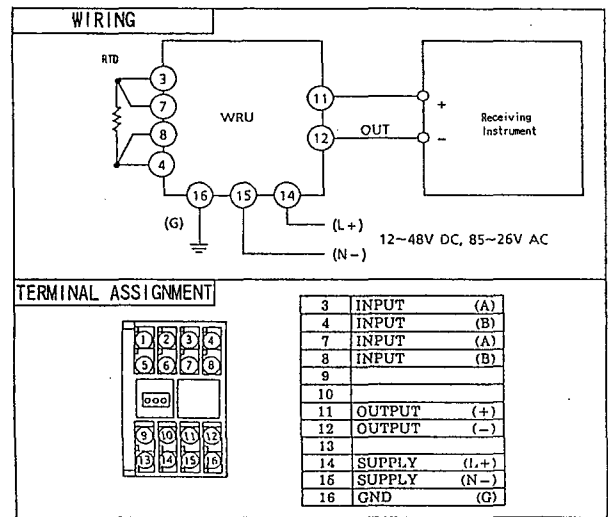 WIRING
RTD
3
7
8
4
WRU
11
12
OUT
+
-
Receiving
Instrument
16
15
14
(G)
(L+)
(N-)
12~48V DC, 85~26V AC
TERMINAL ASSIGNMENT
1 2 3 4
5 6 7 8
9 10 11 12
13 14 15 16
3 INPUT (A)
4 INPUT (B)
7 INPUT (A)
8 INPUT (B)
9
10
11 OUTPUT (+)
12 OUTPUT (-)
13
14 SUPPLY (L+)
15 SUPPLY (N-)
16 GND (G)